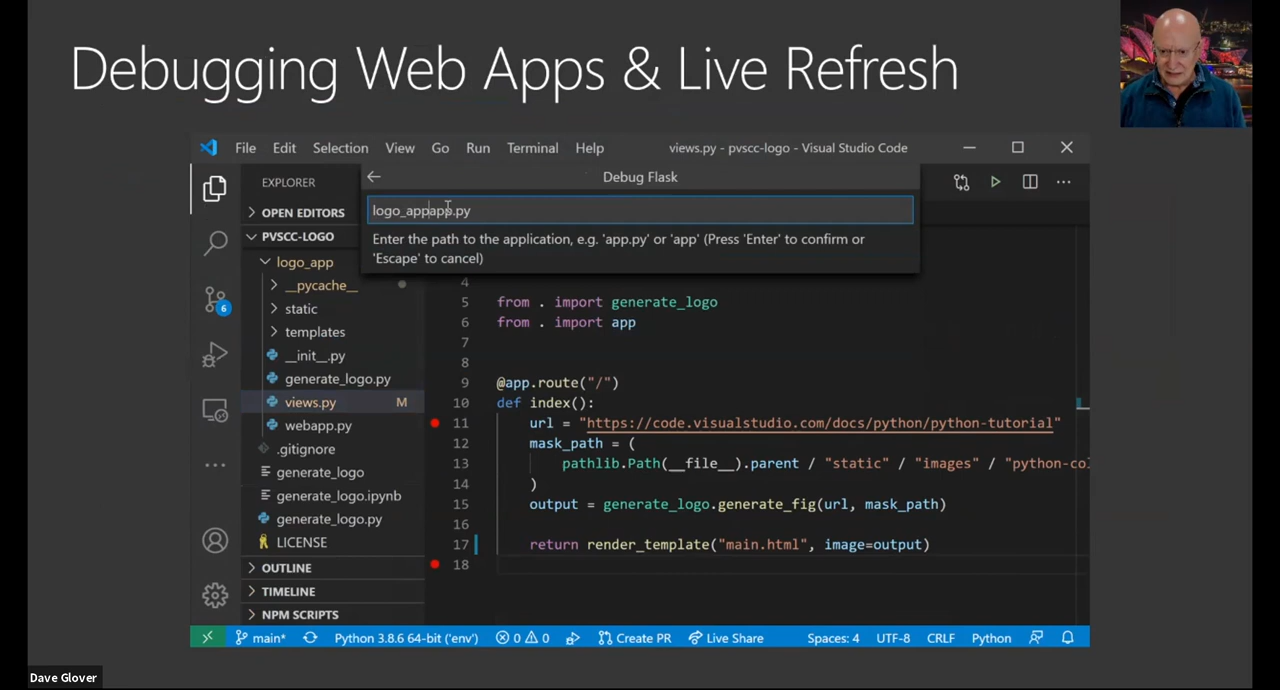 Debugging Web Apps & Live Refresh
File Edit Selection View Go Run Terminal Help views.py - pvscc-logo - Visual Studio Code
Debug Flask
logo_appapp.py
Enter the path to the application, e.g. 'app.py' or 'app' (Press 'Enter' to confirm or
'Escape' to cancel)
EXPLORER
OPEN EDITORS
PVSCC-LOGO
logo_app
__pycache__
static
templates
__init__.py
generate_logo.py
views.py M
webapp.py
.gitignore
generate_logo
generate_logo.ipynb
generate_logo.py
LICENSE
OUTLINE
TIMELINE
NPM SCRIPTS
6
4
5 from . import generate_logo
6 from . import app
7
8
9 @app.route("/")
10 def index():
11 url = "https://code.visualstudio.com/docs/python/python-tutorial"
12 mask_path = (
13 pathlib.Path(__file__).parent / "static" / "images" / "python-co
14 )
15 output = generate_logo.generate_fig(url, mask_path)
16
17 return render_template("main.html", image=output)
18
main* Python 3.8.6 64-bit ('env') 0 0 Create PR Live Share Spaces: 4 UTF-8 CRLF Python
Dave Glover